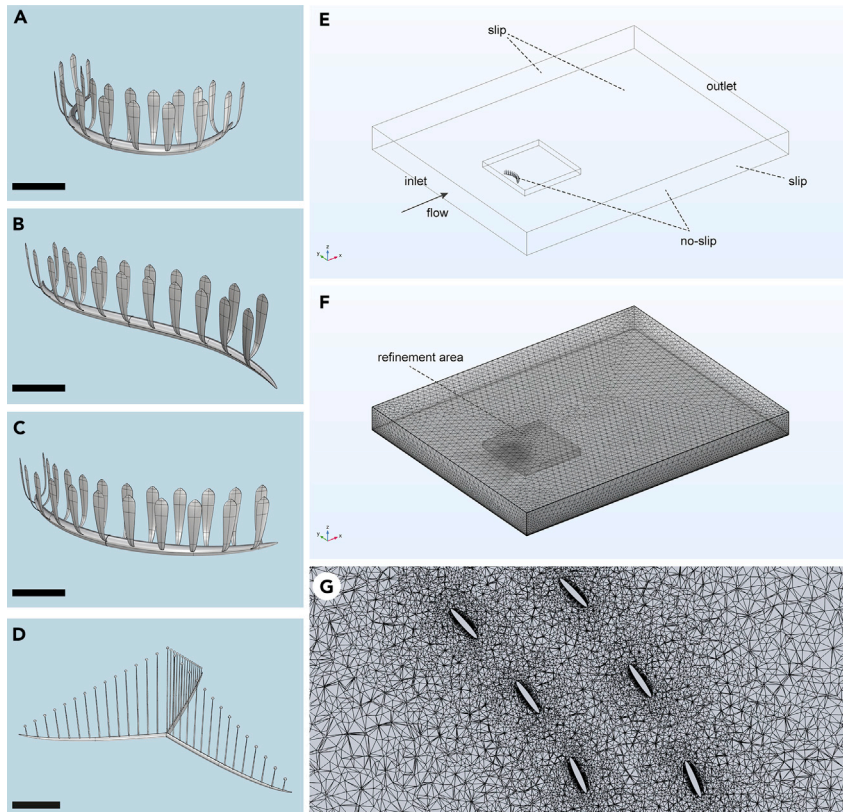 A
B
C
D
E
slip
outlet
inlet
flow
slip
no-slip
z
y
x
F
refinement area
z
y
x
G